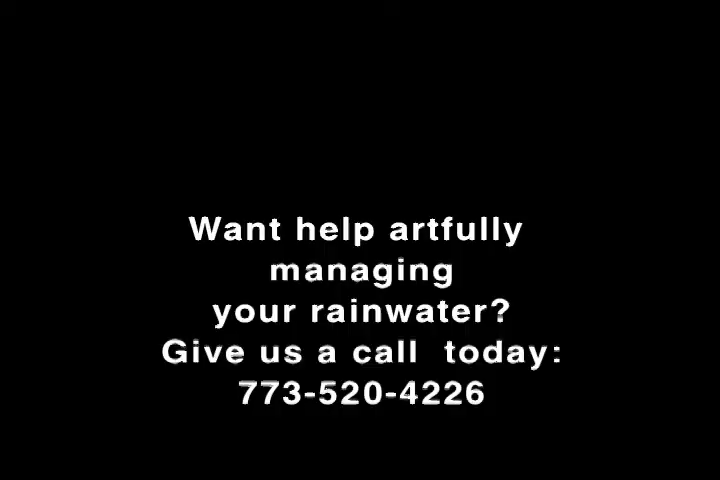 Want help artfully
managing
your rainwater?
Give us a call  today:
773-520-4226